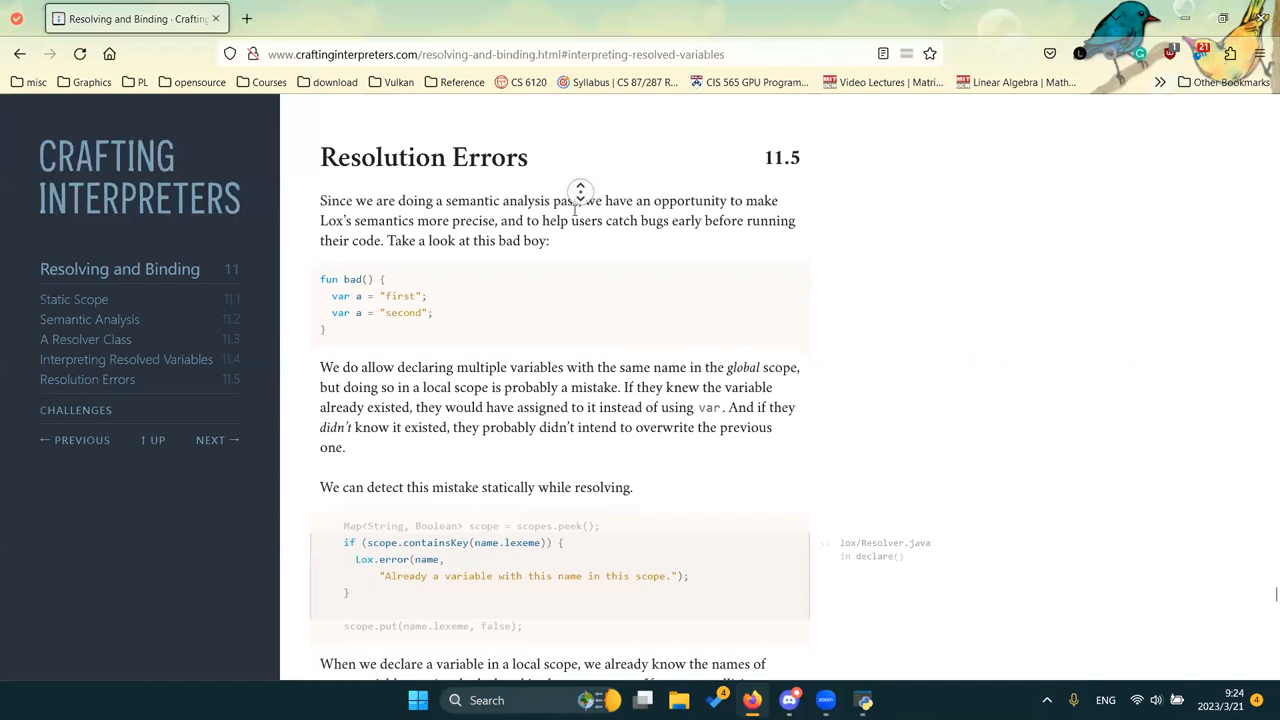 Resolving and Binding · Crafting
www.craftinginterpreters.com/resolving-and-binding.html#interpreting-resolved-variables
1
21
misc
Graphics
PL
opensource
Courses
download
Vulkan
Reference
CS 6120
Syllabus | CS 87/287 R...
CIS 565 GPU Program...
Video Lectures | Matri...
Linear Algebra | Math...
Other Bookmarks
CRAFTING
INTERPRETERS
Resolving and Binding 11
Static Scope 11.1
Semantic Analysis 11.2
A Resolver Class 11.3
Interpreting Resolved Variables 11.4
Resolution Errors 11.5
CHALLENGES
← PREVIOUS ↑ UP NEXT →
Resolution Errors 11.5
Since we are doing a semantic analysis pass, we have an opportunity to make
Lox’s semantics more precise, and to help users catch bugs early before running
their code. Take a look at this bad boy:
fun bad() {
var a = "first";
var a = "second";
}
We do allow declaring multiple variables with the same name in the global scope,
but doing so in a local scope is probably a mistake. If they knew the variable
already existed, they would have assigned to it instead of using var. And if they
didn’t know it existed, they probably didn’t intend to overwrite the previous
one.
We can detect this mistake statically while resolving.
Map<String, Boolean> scope = scopes.peek();
if (scope.containsKey(name.lexeme)) {
Lox.error(name,
"Already a variable with this name in this scope.");
}
scope.put(name.lexeme, false);
<< lox/Resolver.java
in declare()
When we declare a variable in a local scope, we already know the names of
Search
4
ENG
9:24
2023/3/21
4